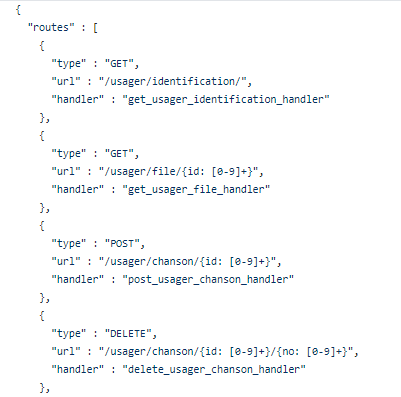 {
"routes" : [
{
"type" : "GET",
"url" : "/usager/identification/",
"handler" : "get_usager_identification_handler"
},
{
"type" : "GET",
"url" : "/usager/file/{id: [0-9]+}",
"handler" : "get_usager_file_handler"
},
{
"type" : "POST",
"url" : "/usager/chanson/{id: [0-9]+}",
"handler" : "post_usager_chanson_handler"
},
{
"type" : "DELETE",
"url" : "/usager/chanson/{id: [0-9]+}/{no: [0-9]+}",
"handler" : "delete_usager_chanson_handler"
},